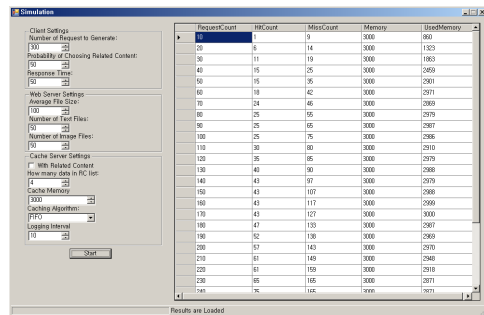 Simulation
Client Settings
Number of Request to Generate:
300
Probability of Choosing Related Content:
50
Response Time:
50
Web Server Settings
Average File Size:
100
Number of Text Files:
50
Number of Image Files:
50
Cache Server Settings
With Related Content
How many data in RC list:
4
Cache Memory
3000
Caching Algorithm:
FIFO
Logging Interval
10
Start
RequestCount HitCount MissCount Memory UsedMemory
10 1 9 3000 860
20 6 14 3000 1323
30 11 19 3000 1863
40 15 25 3000 2459
50 15 35 3000 2901
60 18 42 3000 2971
70 24 46 3000 2869
80 25 55 3000 2979
90 25 65 3000 2987
100 25 75 3000 2986
110 30 80 3000 2910
120 35 85 3000 2979
130 40 90 3000 2988
140 43 97 3000 2979
150 43 107 3000 2988
160 43 117 3000 2999
170 43 127 3000 3000
180 47 133 3000 2987
190 52 138 3000 2969
200 57 143 3000 2970
210 61 149 3000 2948
220 61 159 3000 2918
230 65 165 3000 2871
240 75 165 3000 2871
Results are Loaded